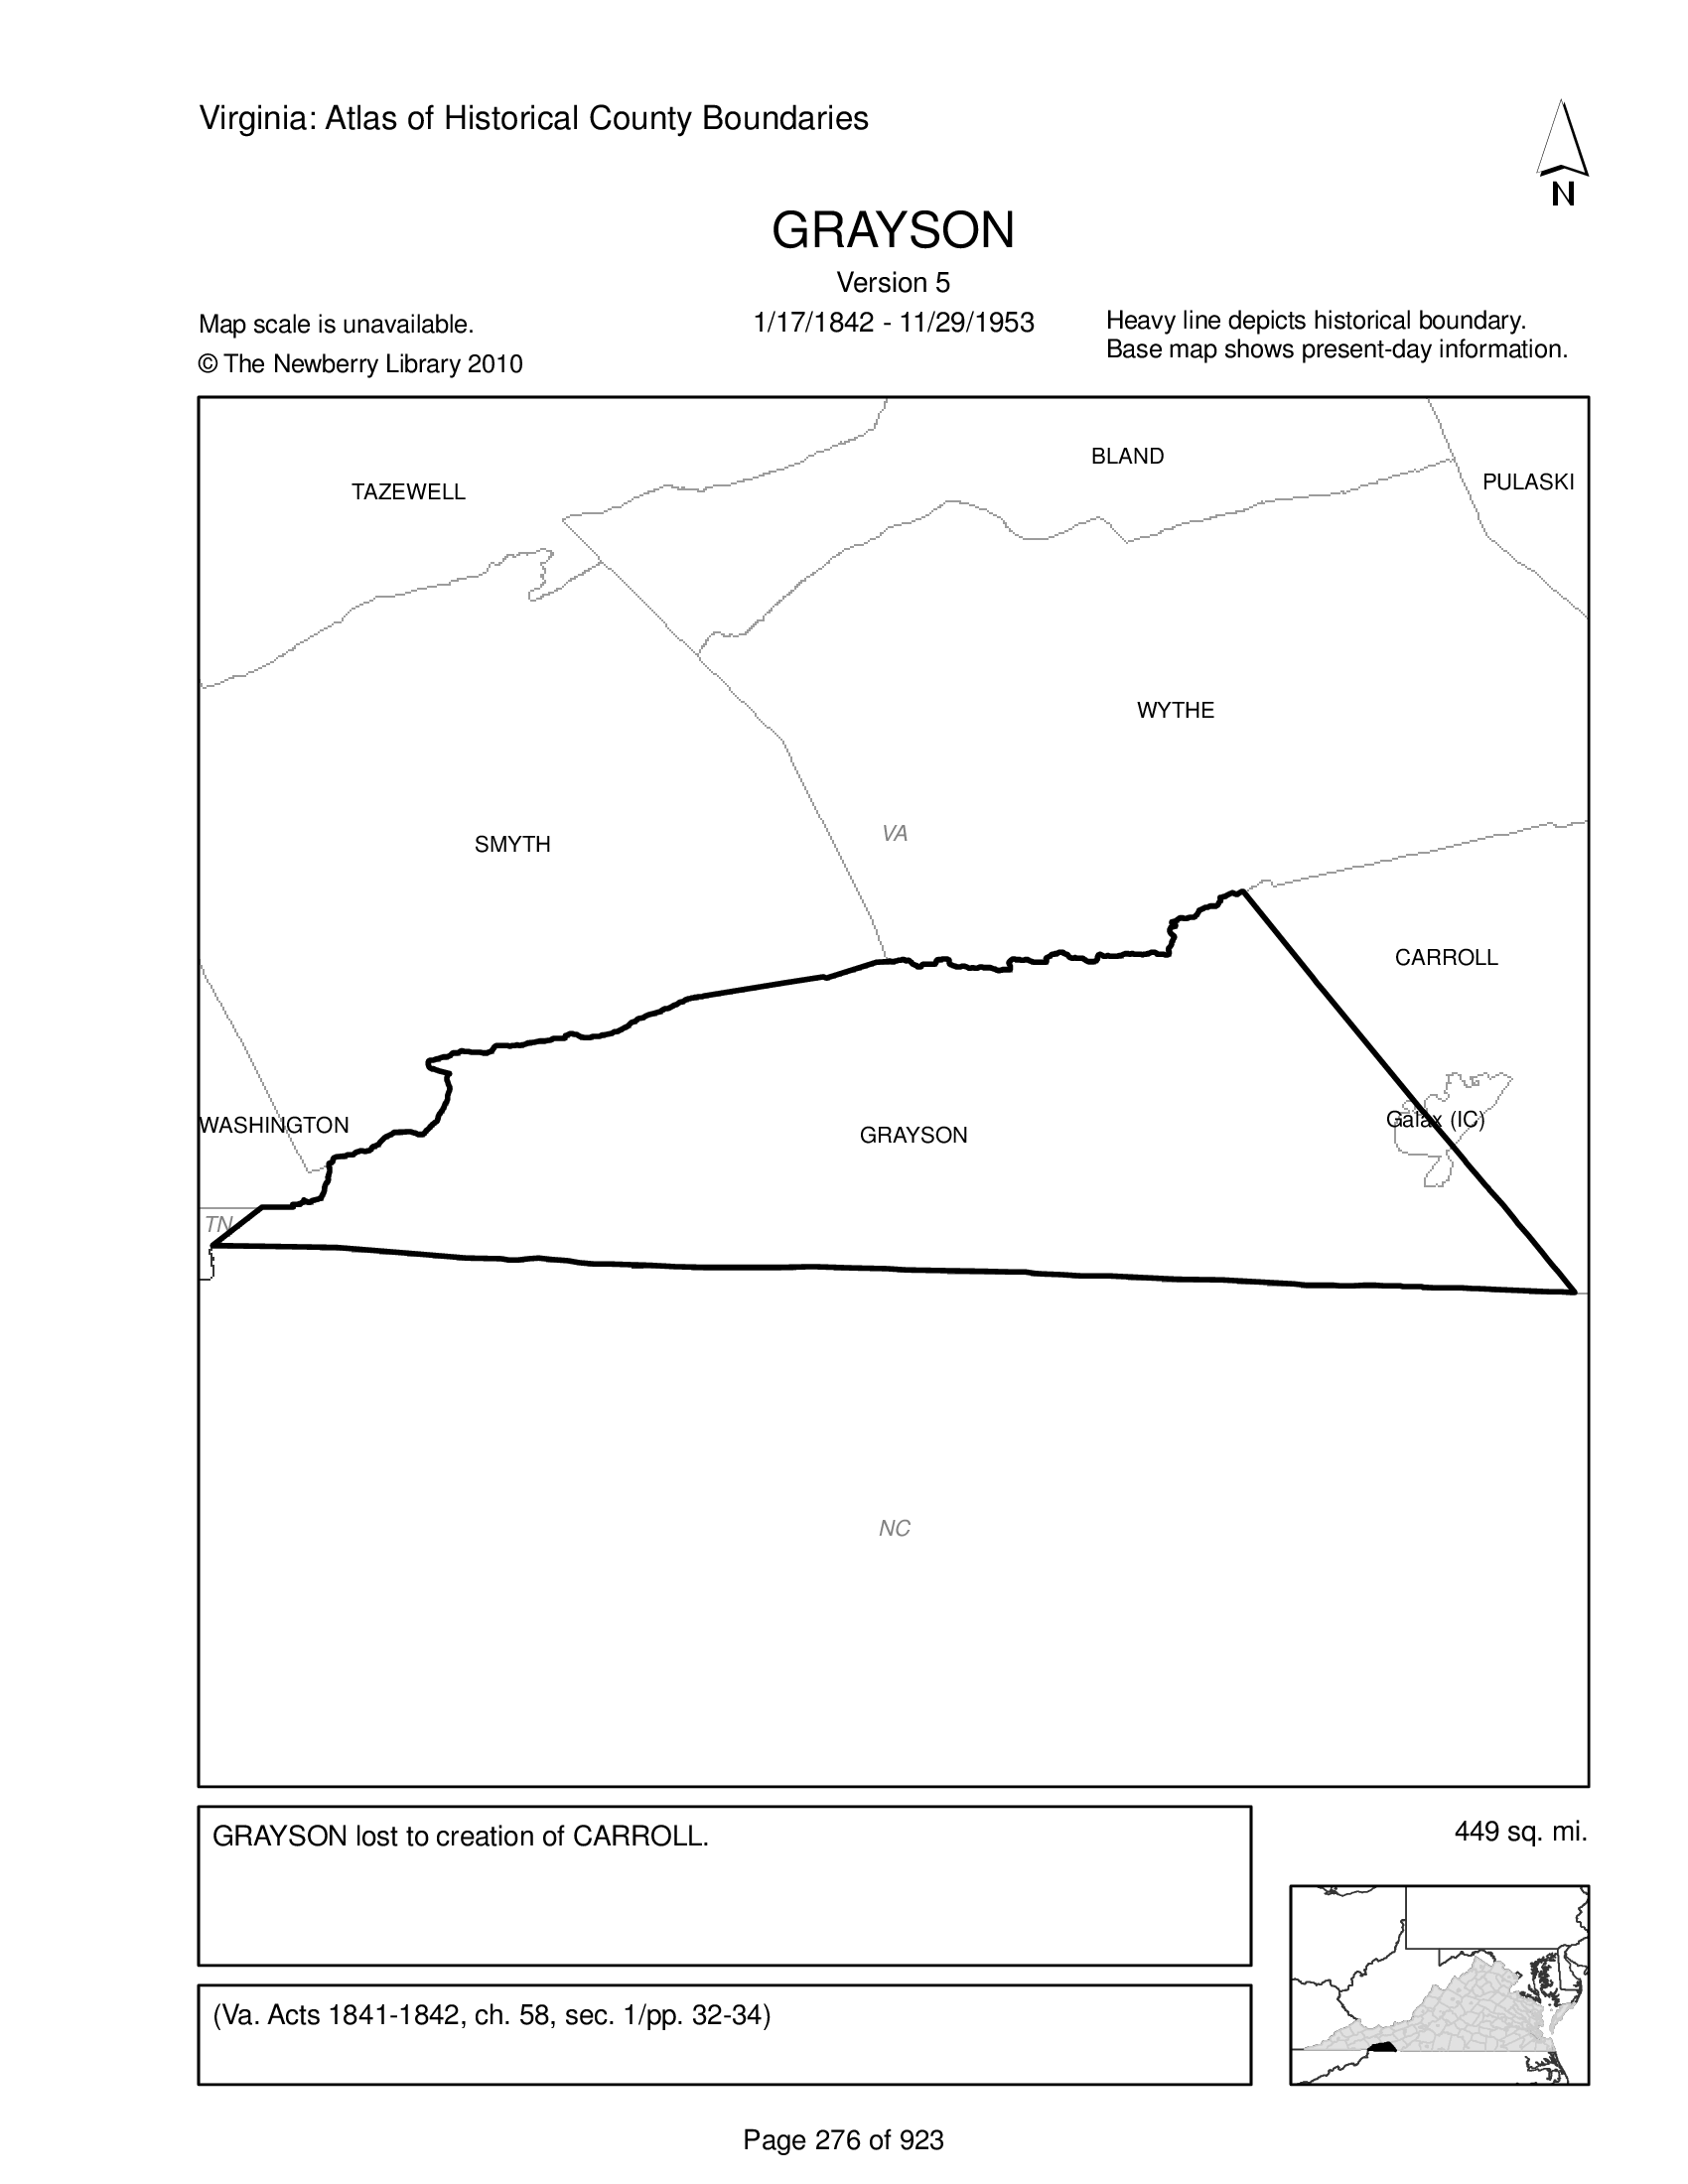 Virginia: Atlas of Historical County Boundaries
N
GRAYSON
Version 5
1/17/1842 - 11/29/1953
Map scale is unavailable.
© The Newberry Library 2010
Heavy line depicts historical boundary.
Base map shows present-day information.
BLAND
TAZEWELL
PULASKI
WYTHE
VA
SMYTH
CARROLL
Galax (IC)
WASHINGTON
GRAYSON
TN
NC
GRAYSON lost to creation of CARROLL.
449 sq. mi.
(Va. Acts 1841-1842, ch. 58, sec. 1/pp. 32-34)
Page 276 of 923